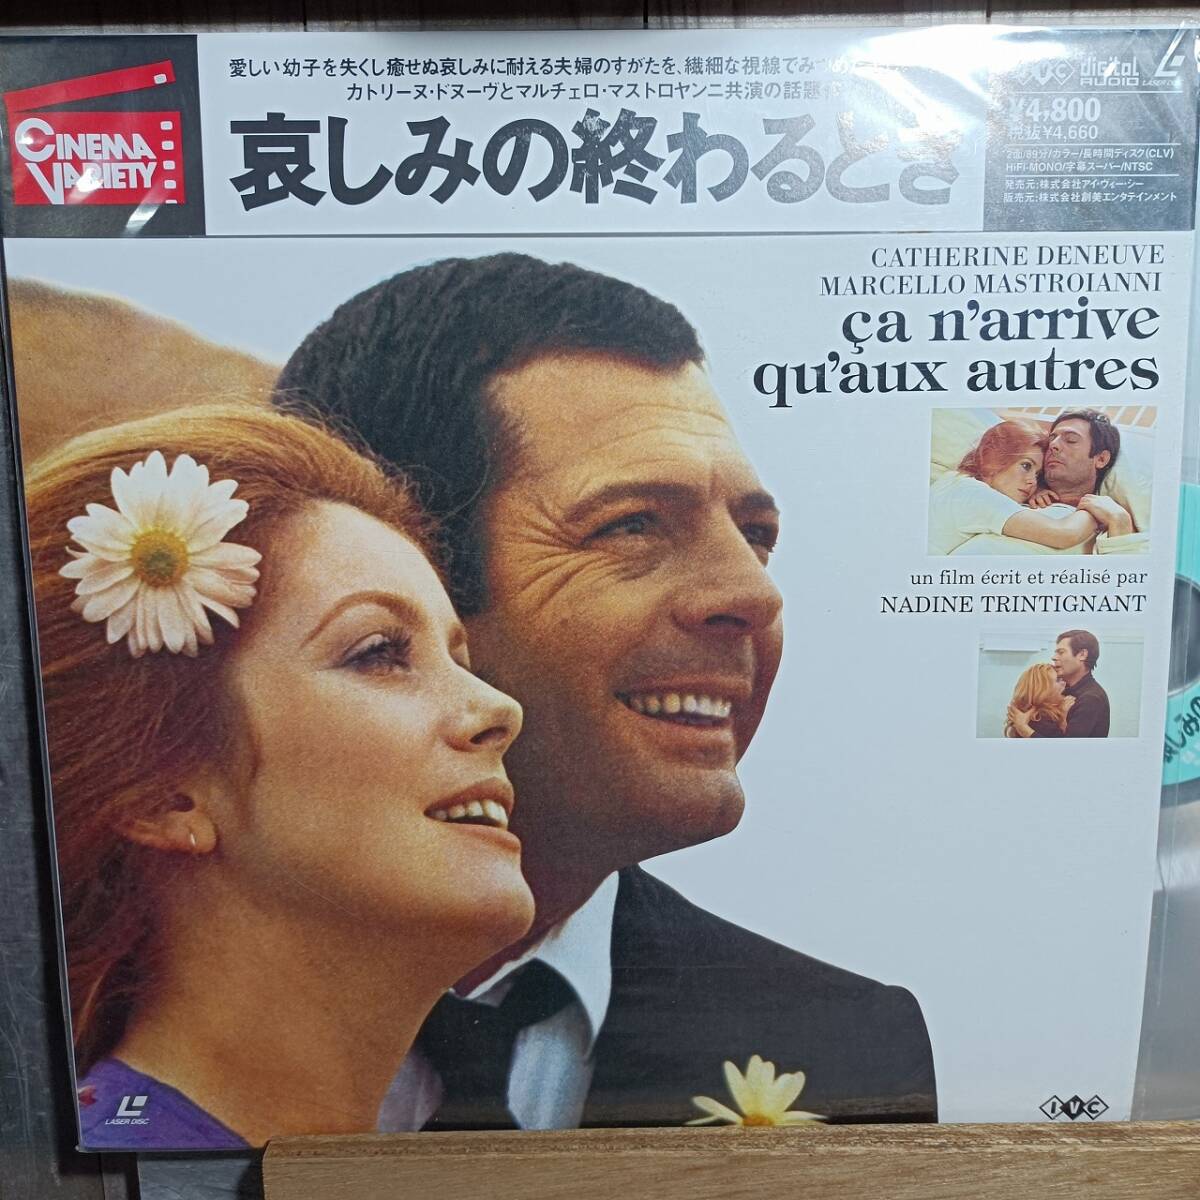 CINEMA
VARIETY
愛しい幼子を失くし癒せぬ哀しみに耐える夫婦のすがたを、繊細な視線でみつめた
カトリーヌ・ドヌーヴとマルチェロ・マストロヤンニ共演の話題
哀しみの終わるとき
IVC
digital
AUDIO
LASER DISC
¥4,800
税抜¥4,660
2面/89分/カラー/長時間ディスク(CLV)
HiFi-MONO/字幕スーパー/NTSC
発売元:株式会社アイ・ヴィー・シー
販売元:株式会社創美エンタテインメント
CATHERINE DENEUVE
MARCELLO MASTROIANNI
ça n'arrive
qu'aux autres
un film écrit et réalisé par
NADINE TRINTIGNANT
哀しみの
LASER DISC
IVC